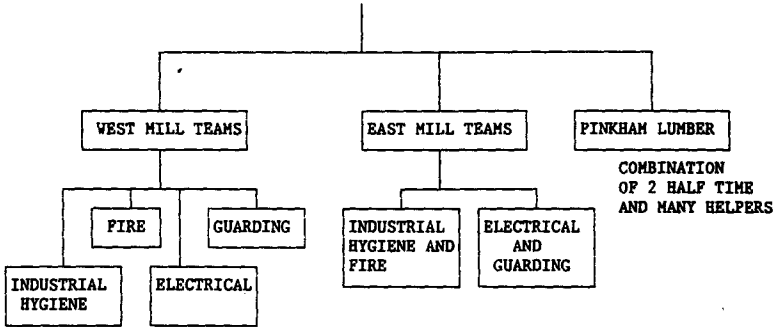 WEST MILL TEAMS
EAST MILL TEAMS
PINKHAM LUMBER
COMBINATION
OF 2 HALF TIME
AND MANY HELPERS
FIRE
GUARDING
INDUSTRIAL
HYGIENE
ELECTRICAL
INDUSTRIAL
HYGIENE AND
FIRE
ELECTRICAL
AND
GUARDING